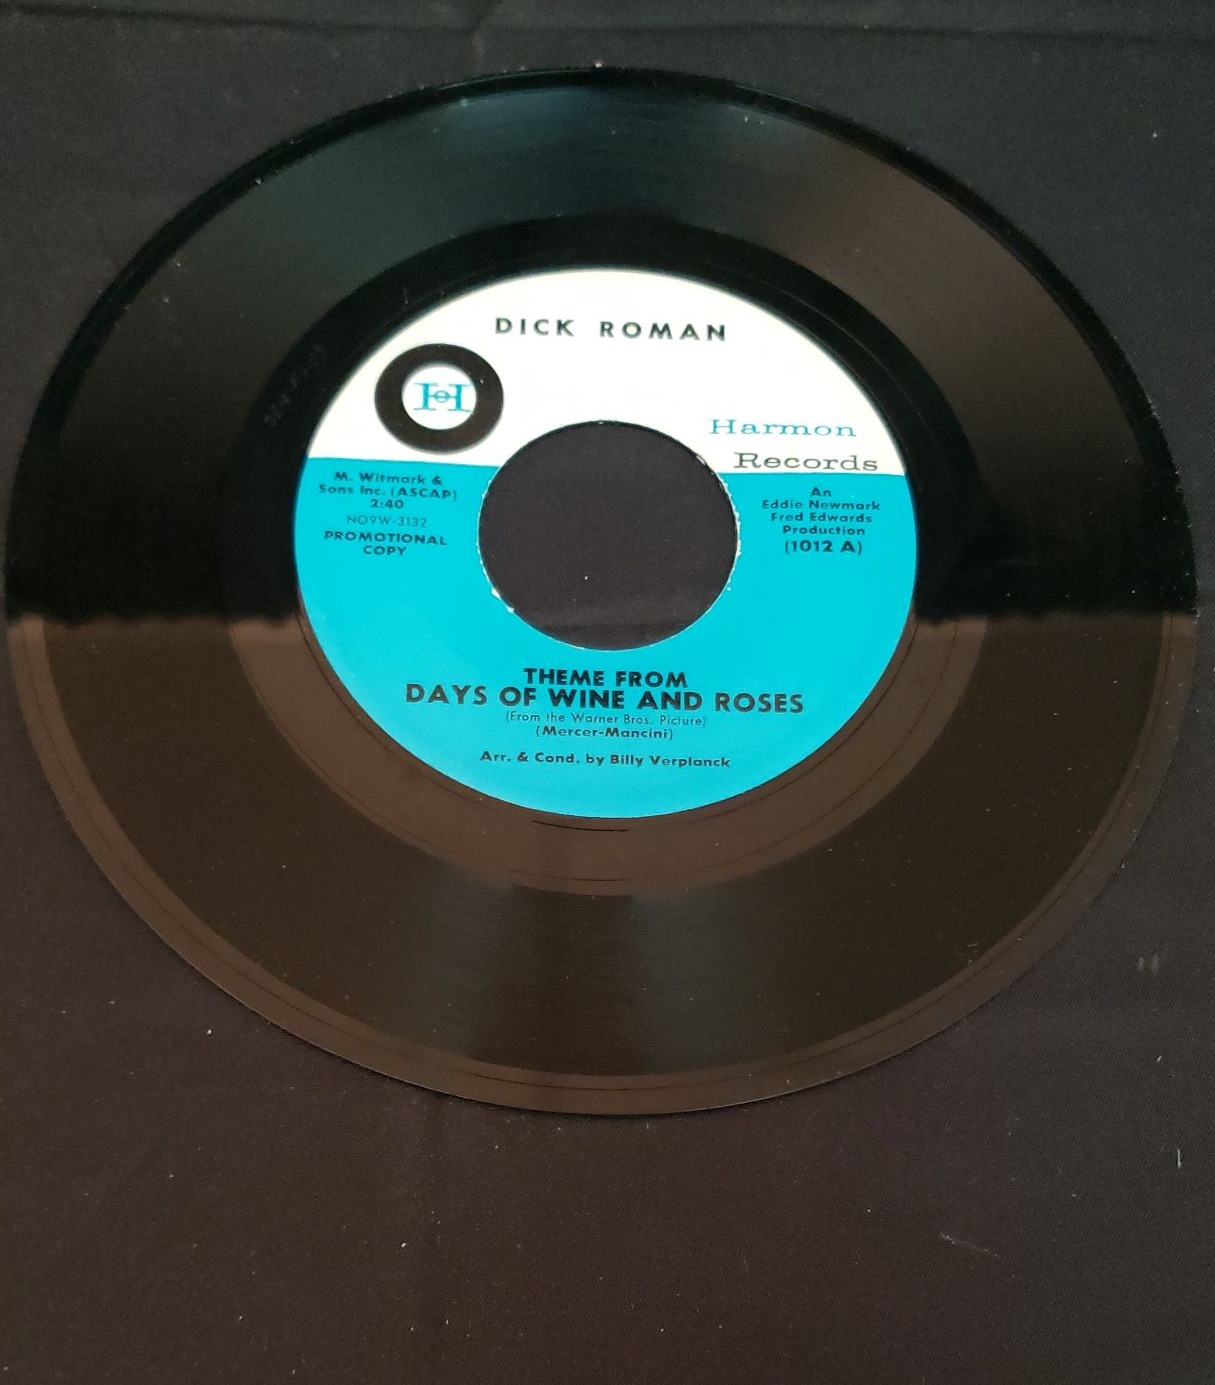 DICK ROMAN
H
Harmon
Records
M. Witmark &
Sons Inc. (ASCAP)
2:40
NO9W-3132
PROMOTIONAL
COPY
An
Eddie Newmark
Fred Edwards
Production
(1012 A)
THEME FROM
DAYS OF WINE AND ROSES
(From the Warner Bros. Picture)
(Mercer-Mancini)
Arr. & Cond. by Billy Verplanck